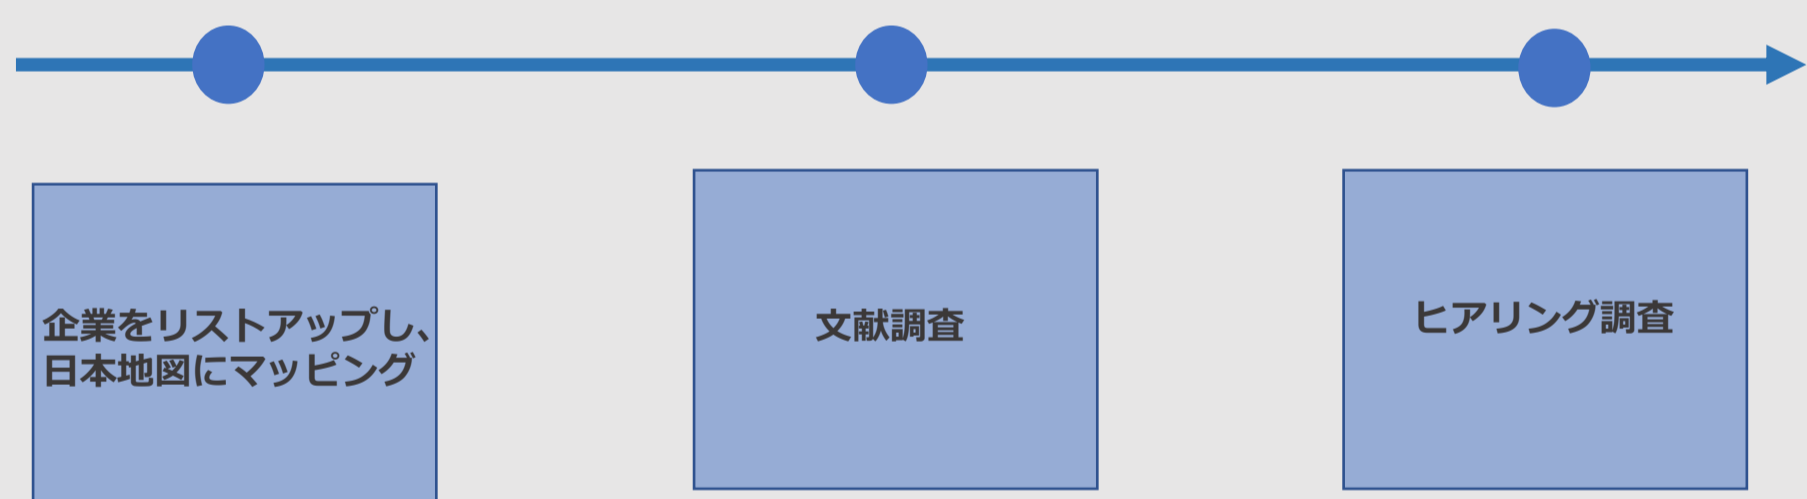 企業をリストアップし、
日本地図にマッピング
文献調査
ヒアリング調査